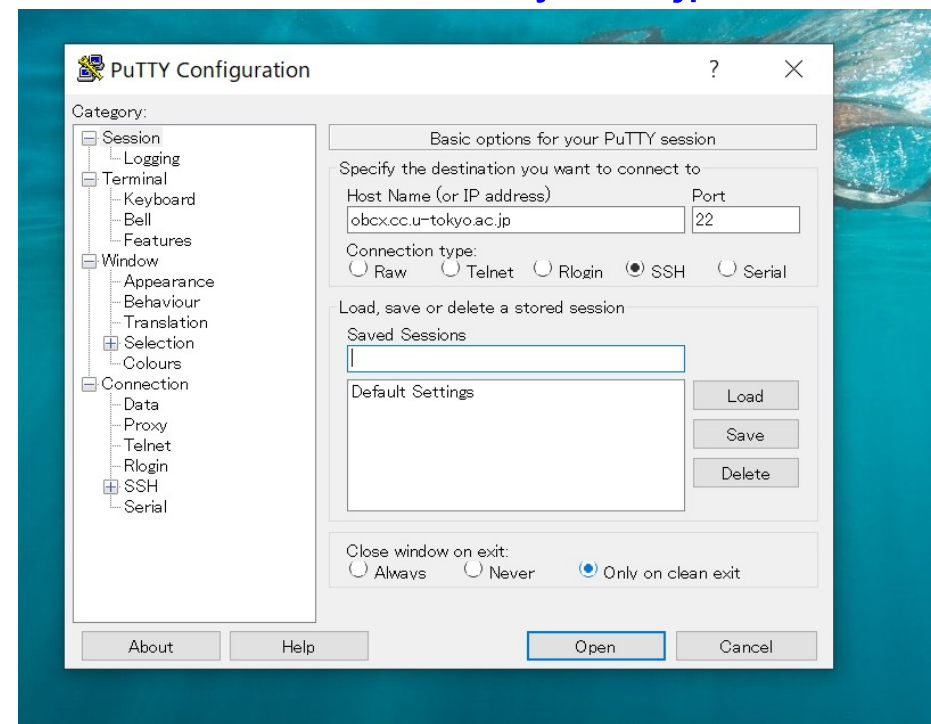 PuTTY Configuration
?
Category:
Session
Logging
Terminal
Keyboard
Bell
Features
Window
Appearance
Behaviour
Translation
Selection
Colours
Connection
Data
Proxy
Telnet
Rlogin
SSH
Serial
Basic options for your PuTTY session
Specify the destination you want to connect to
Host Name (or IP address) Port
obcx.cc.u-tokyo.ac.jp 22
Connection type:
Raw Telnet Rlogin SSH Serial
Load, save or delete a stored session
Saved Sessions
Default Settings
Load
Save
Delete
Close window on exit:
Always Never Only on clean exit
About Help Open Cancel